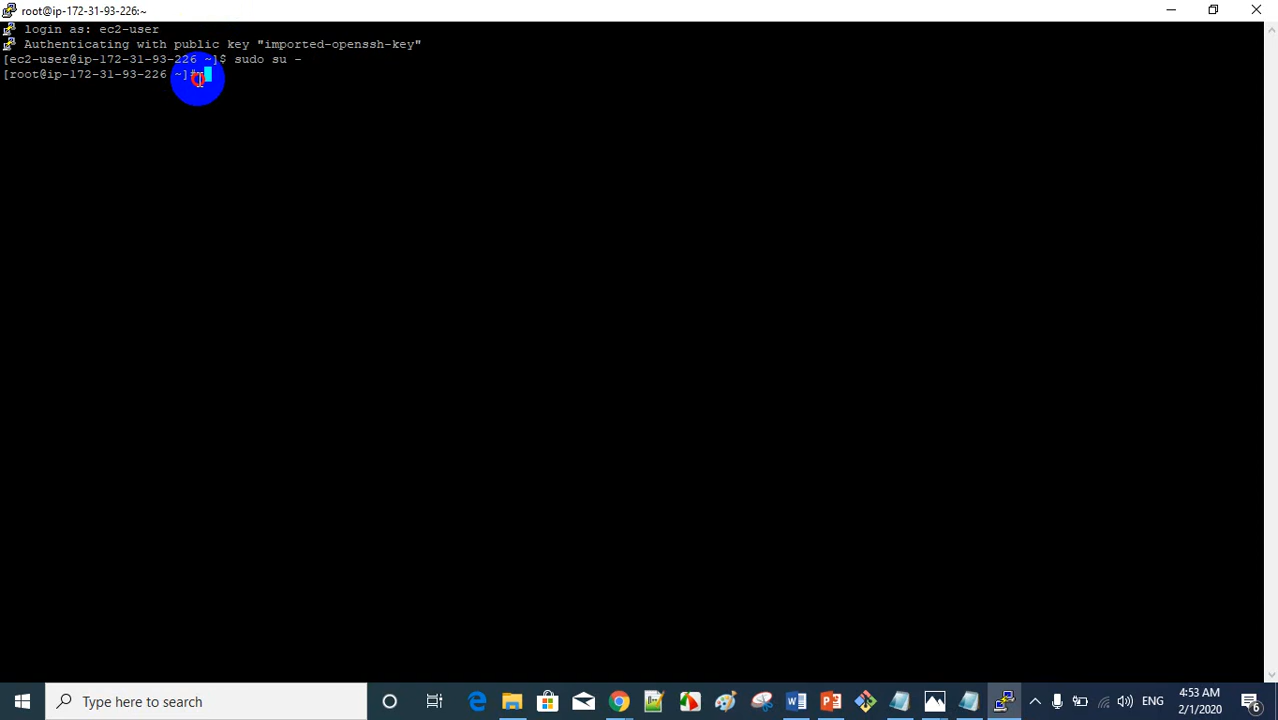 root@ip-172-31-93-226:~
login as: ec2-user
Authenticating with public key "imported-openssh-key"
[ec2-user@ip-172-31-93-226 ~]$ sudo su -
[root@ip-172-31-93-226 ~]#
Type here to search
ENG
4:53 AM
2/1/2020
6